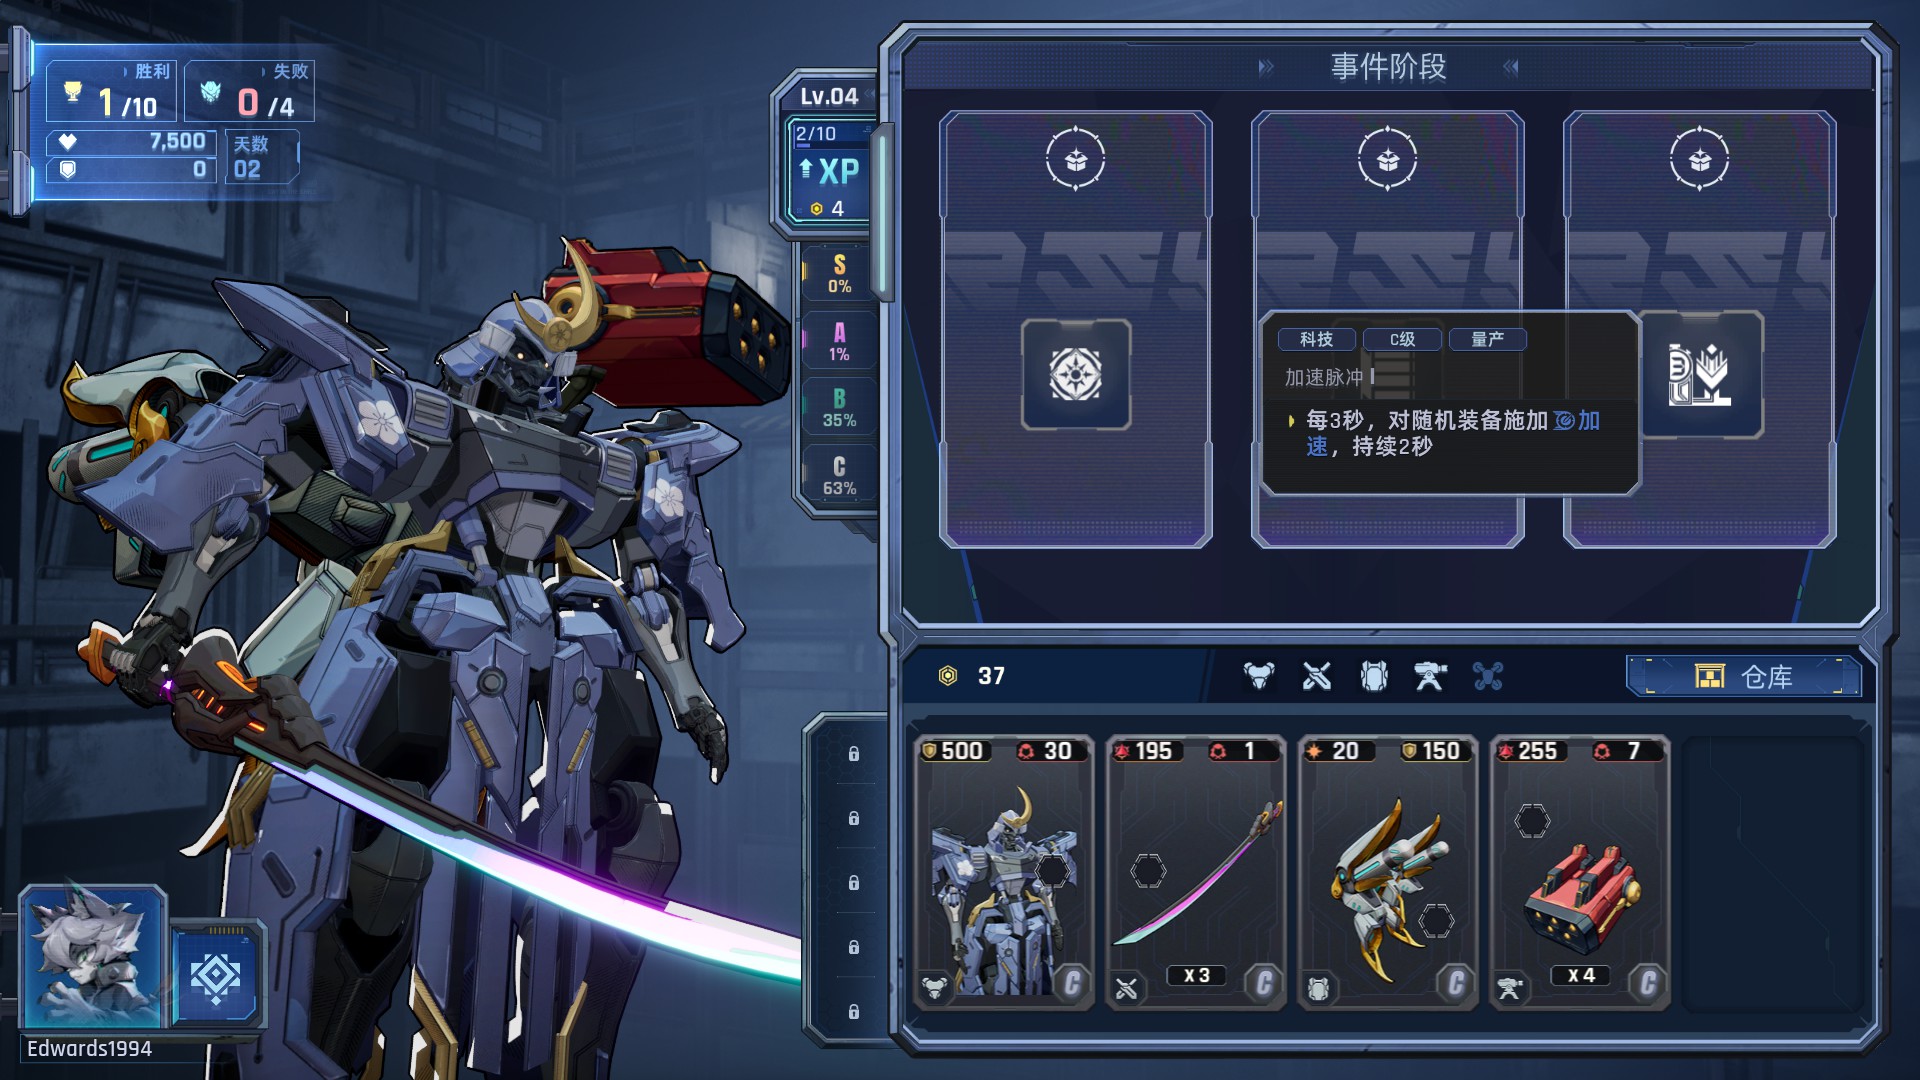 胜利
1/10
失败
0/4
7,500
0
天数
02
Lv.04
2/10
XP
4
S
0%
A
1%
B
35%
C
63%
事件阶段
科技
C级
量产
加速脉冲
每3秒，对随机装备施加加
速，持续2秒
37
仓库
500 30
195 1
20 150
255 7
C
x3 C
C
x4 C
Edwards1994